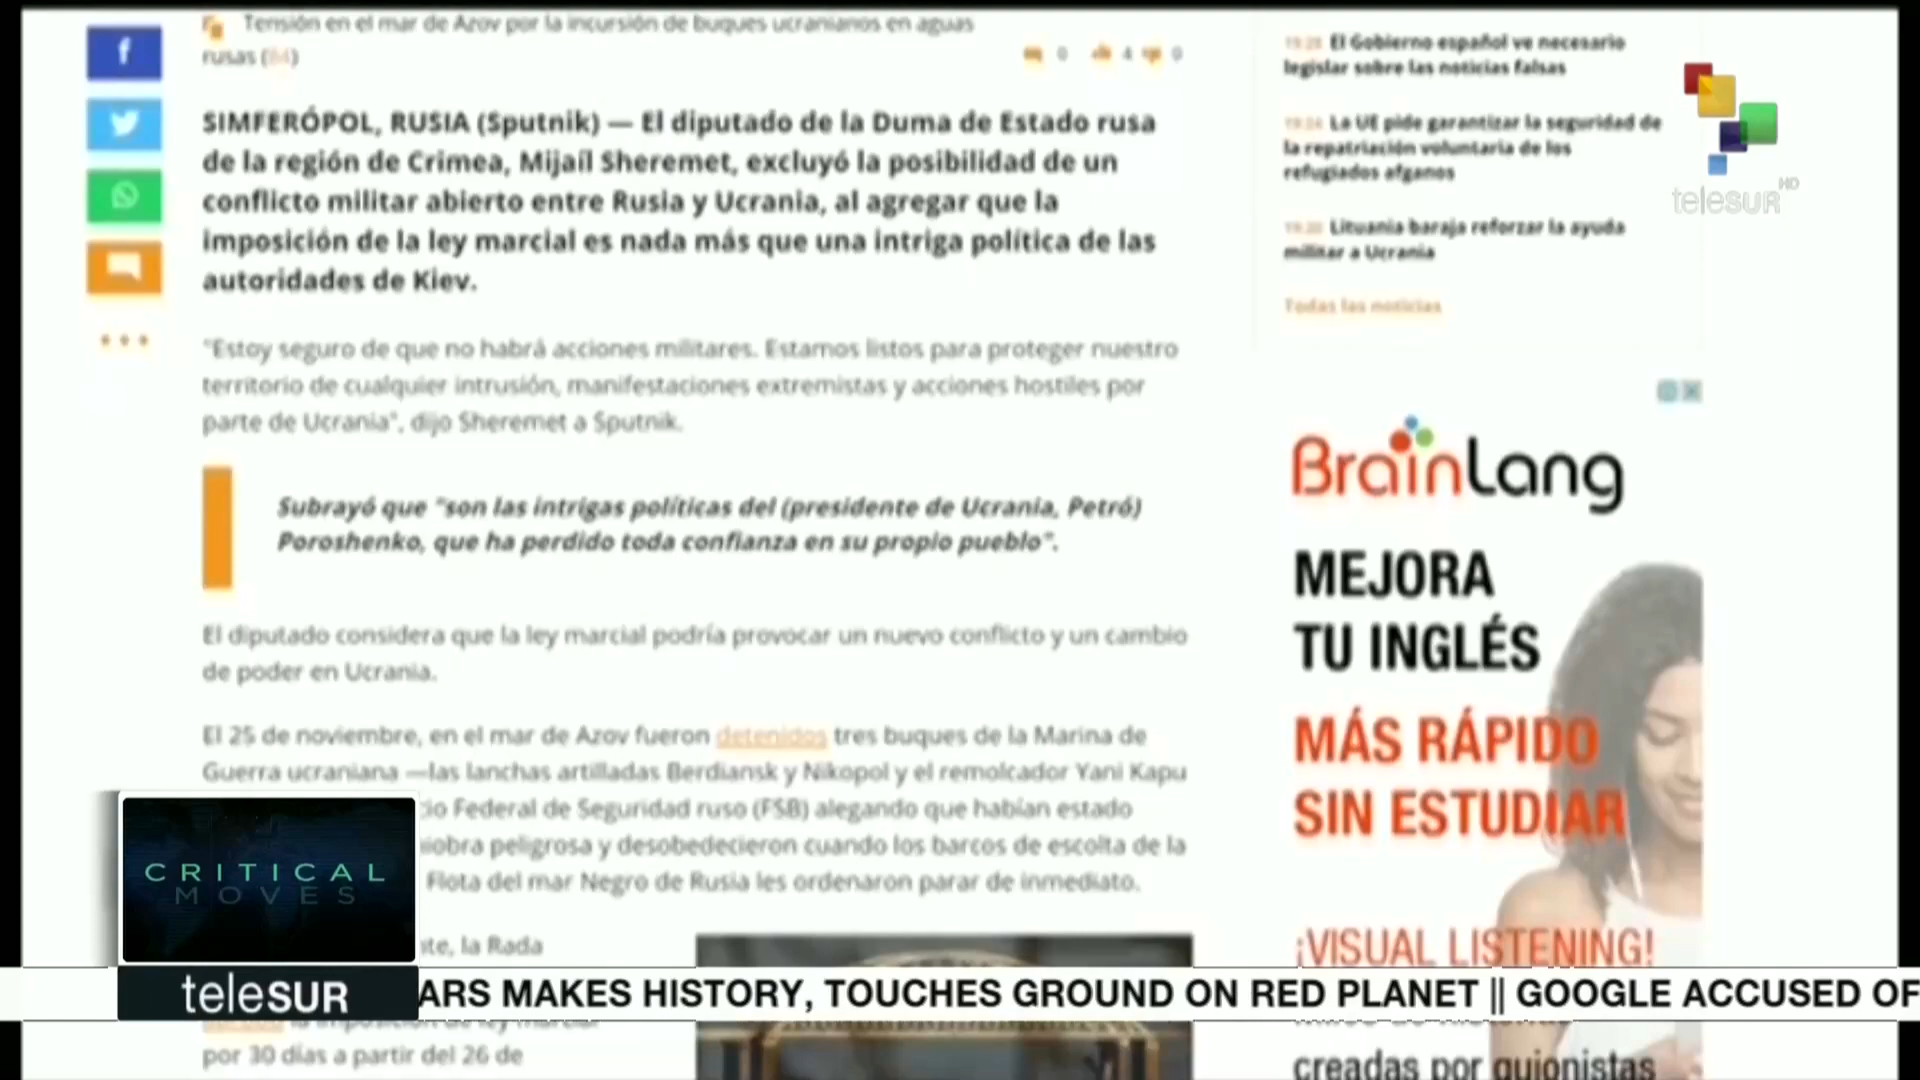 Tensión en el mar de Azov por la incursión de buques ucranianos en aguas
rusas (84)
0 4 0
SIMFERÓPOL, RUSIA (Sputnik) — El diputado de la Duma de Estado rusa
de la región de Crimea, Mijaíl Sheremet, excluyó la posibilidad de un
conflicto militar abierto entre Rusia y Ucrania, al agregar que la
imposición de la ley marcial es nada más que una intriga política de las
autoridades de Kiev.
"Estoy seguro de que no habrá acciones militares. Estamos listos para proteger nuestro
territorio de cualquier intrusión, manifestaciones extremistas y acciones hostiles por
parte de Ucrania", dijo Sheremet a Sputnik.
Subrayó que "son las intrigas políticas del (presidente de Ucrania, Petró)
Poroshenko, que ha perdido toda confianza en su propio pueblo".
El diputado considera que la ley marcial podría provocar un nuevo conflicto y un cambio
de poder en Ucrania.
El 25 de noviembre, en el mar de Azov fueron detenidos tres buques de la Marina de
Guerra ucraniana —las lanchas artilladas Berdiansk y Nikopol y el remolcador Yani Kapu
cio Federal de Seguridad ruso (FSB) alegando que habían estado
iobra peligrosa y desobedecieron cuando los barcos de escolta de la
Flota del mar Negro de Rusia les ordenaron parar de inmediato.
te, la Rada
la imposición de ley marcial
por 30 días a partir del 26 de
El Gobierno español ve necesario
legislar sobre las noticias falsas
La UE pide garantizar la seguridad de
la repatriación voluntaria de los
refugiados afganos
Lituania baraja reforzar la ayuda
militar a Ucrania
Todas las noticias
teleSUR HD
BrainLang
MEJORA
TU INGLÉS
MÁS RÁPIDO
SIN ESTUDIAR
¡VISUAL LISTENING!
creadas por guionistas
CRITICAL
MOVES
teleSUR
ARS MAKES HISTORY, TOUCHES GROUND ON RED PLANET || GOOGLE ACCUSED OF